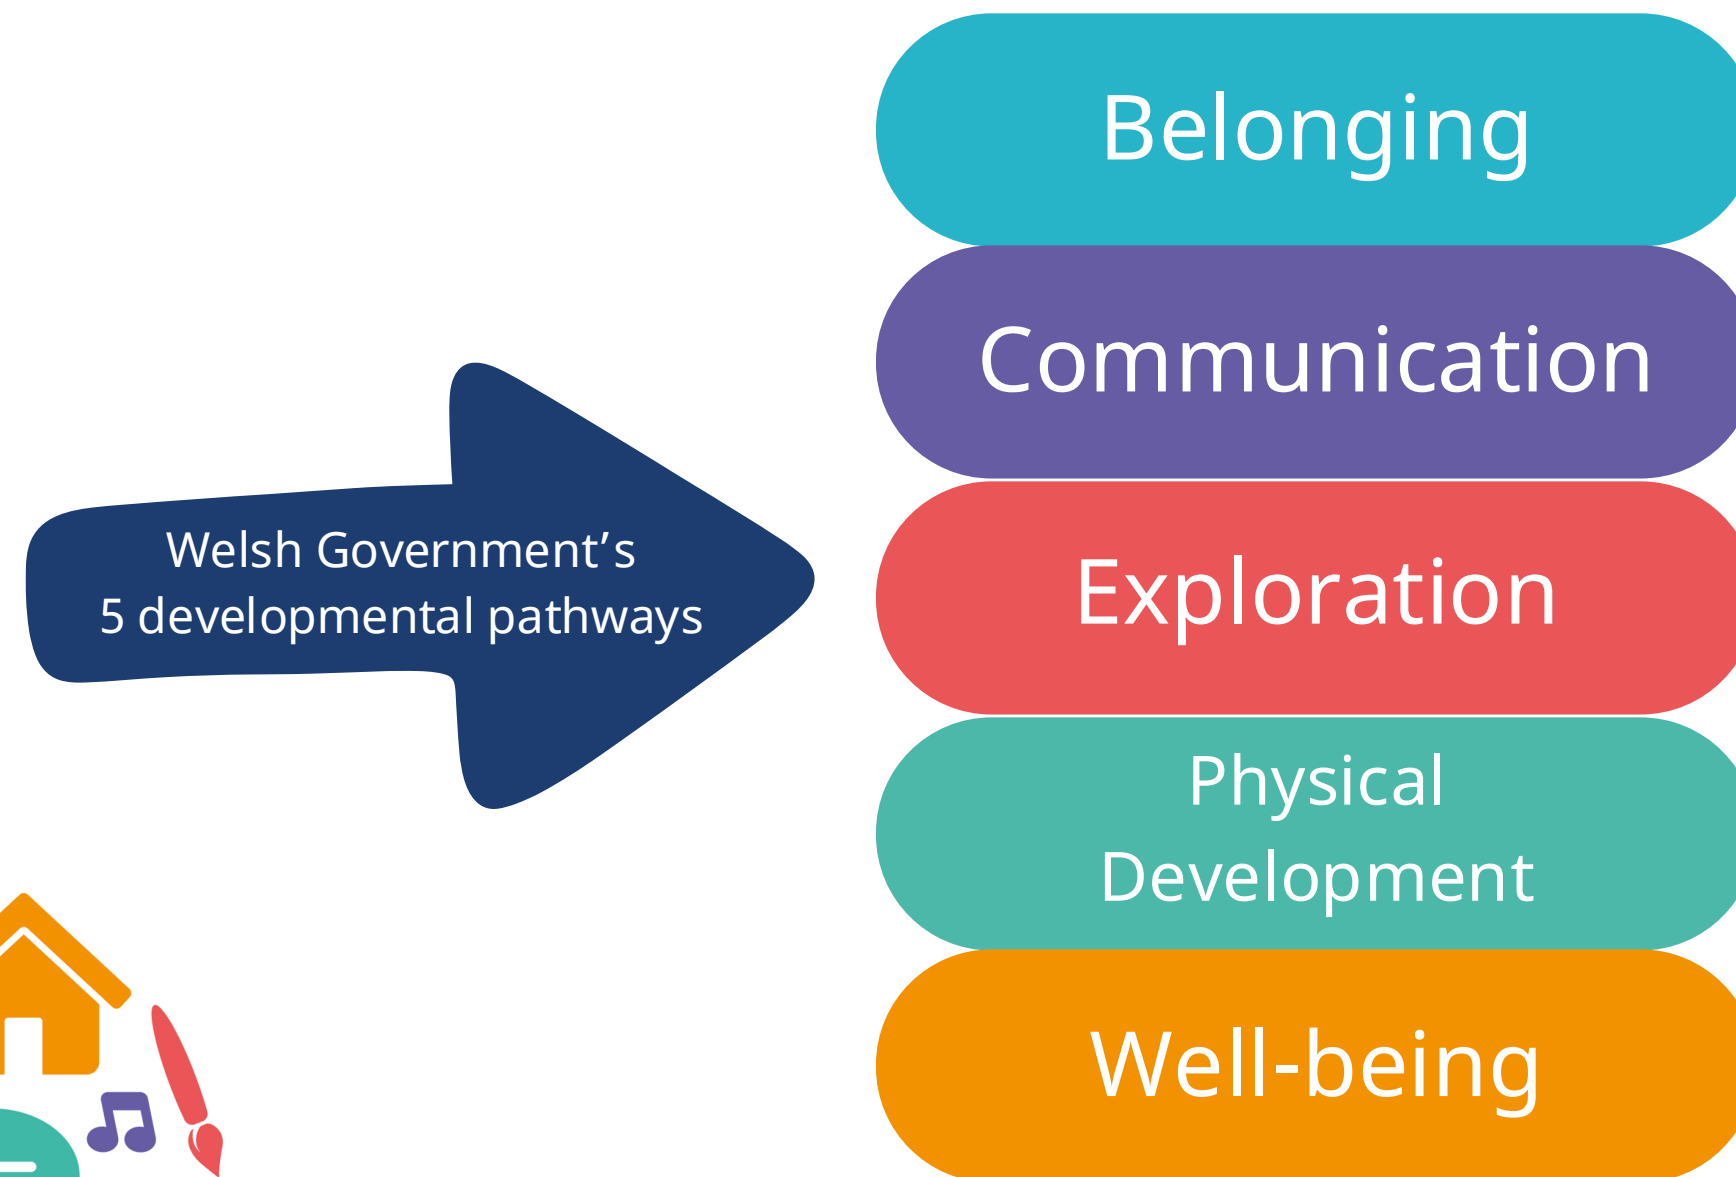 Welsh Government’s
5 developmental pathways
Belonging
Communication
Exploration
Physical
Development
Well-being